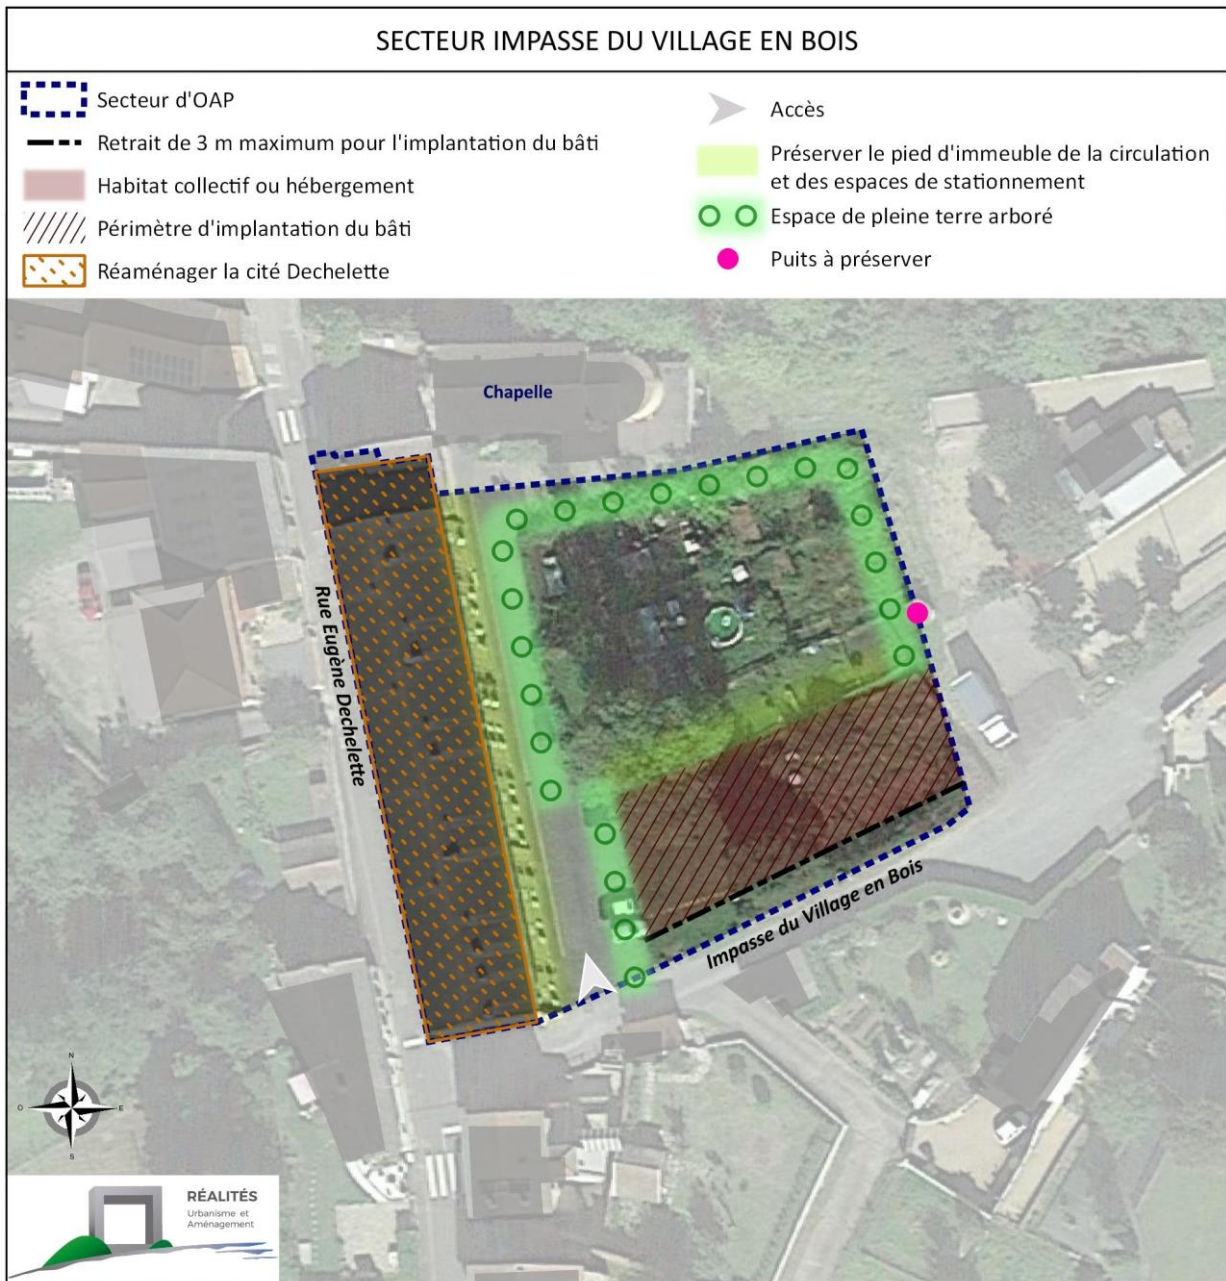 SECTEUR IMPASSE DU VILLAGE EN BOIS
Secteur d'OAP
Retrait de 3 m maximum pour l'implantation du bâti
Habitat collectif ou hébergement
Périmètre d'implantation du bâti
Réaménager la cité Dechelette
Accès
Préserver le pied d'immeuble de la circulation
et des espaces de stationnement
Espace de pleine terre arboré
Puits à préserver
Chapelle
Rue Eugène Dechelette
Impasse du Village en Bois
N
O
E
S
RÉALITÉS
Urbanisme et
Aménagement